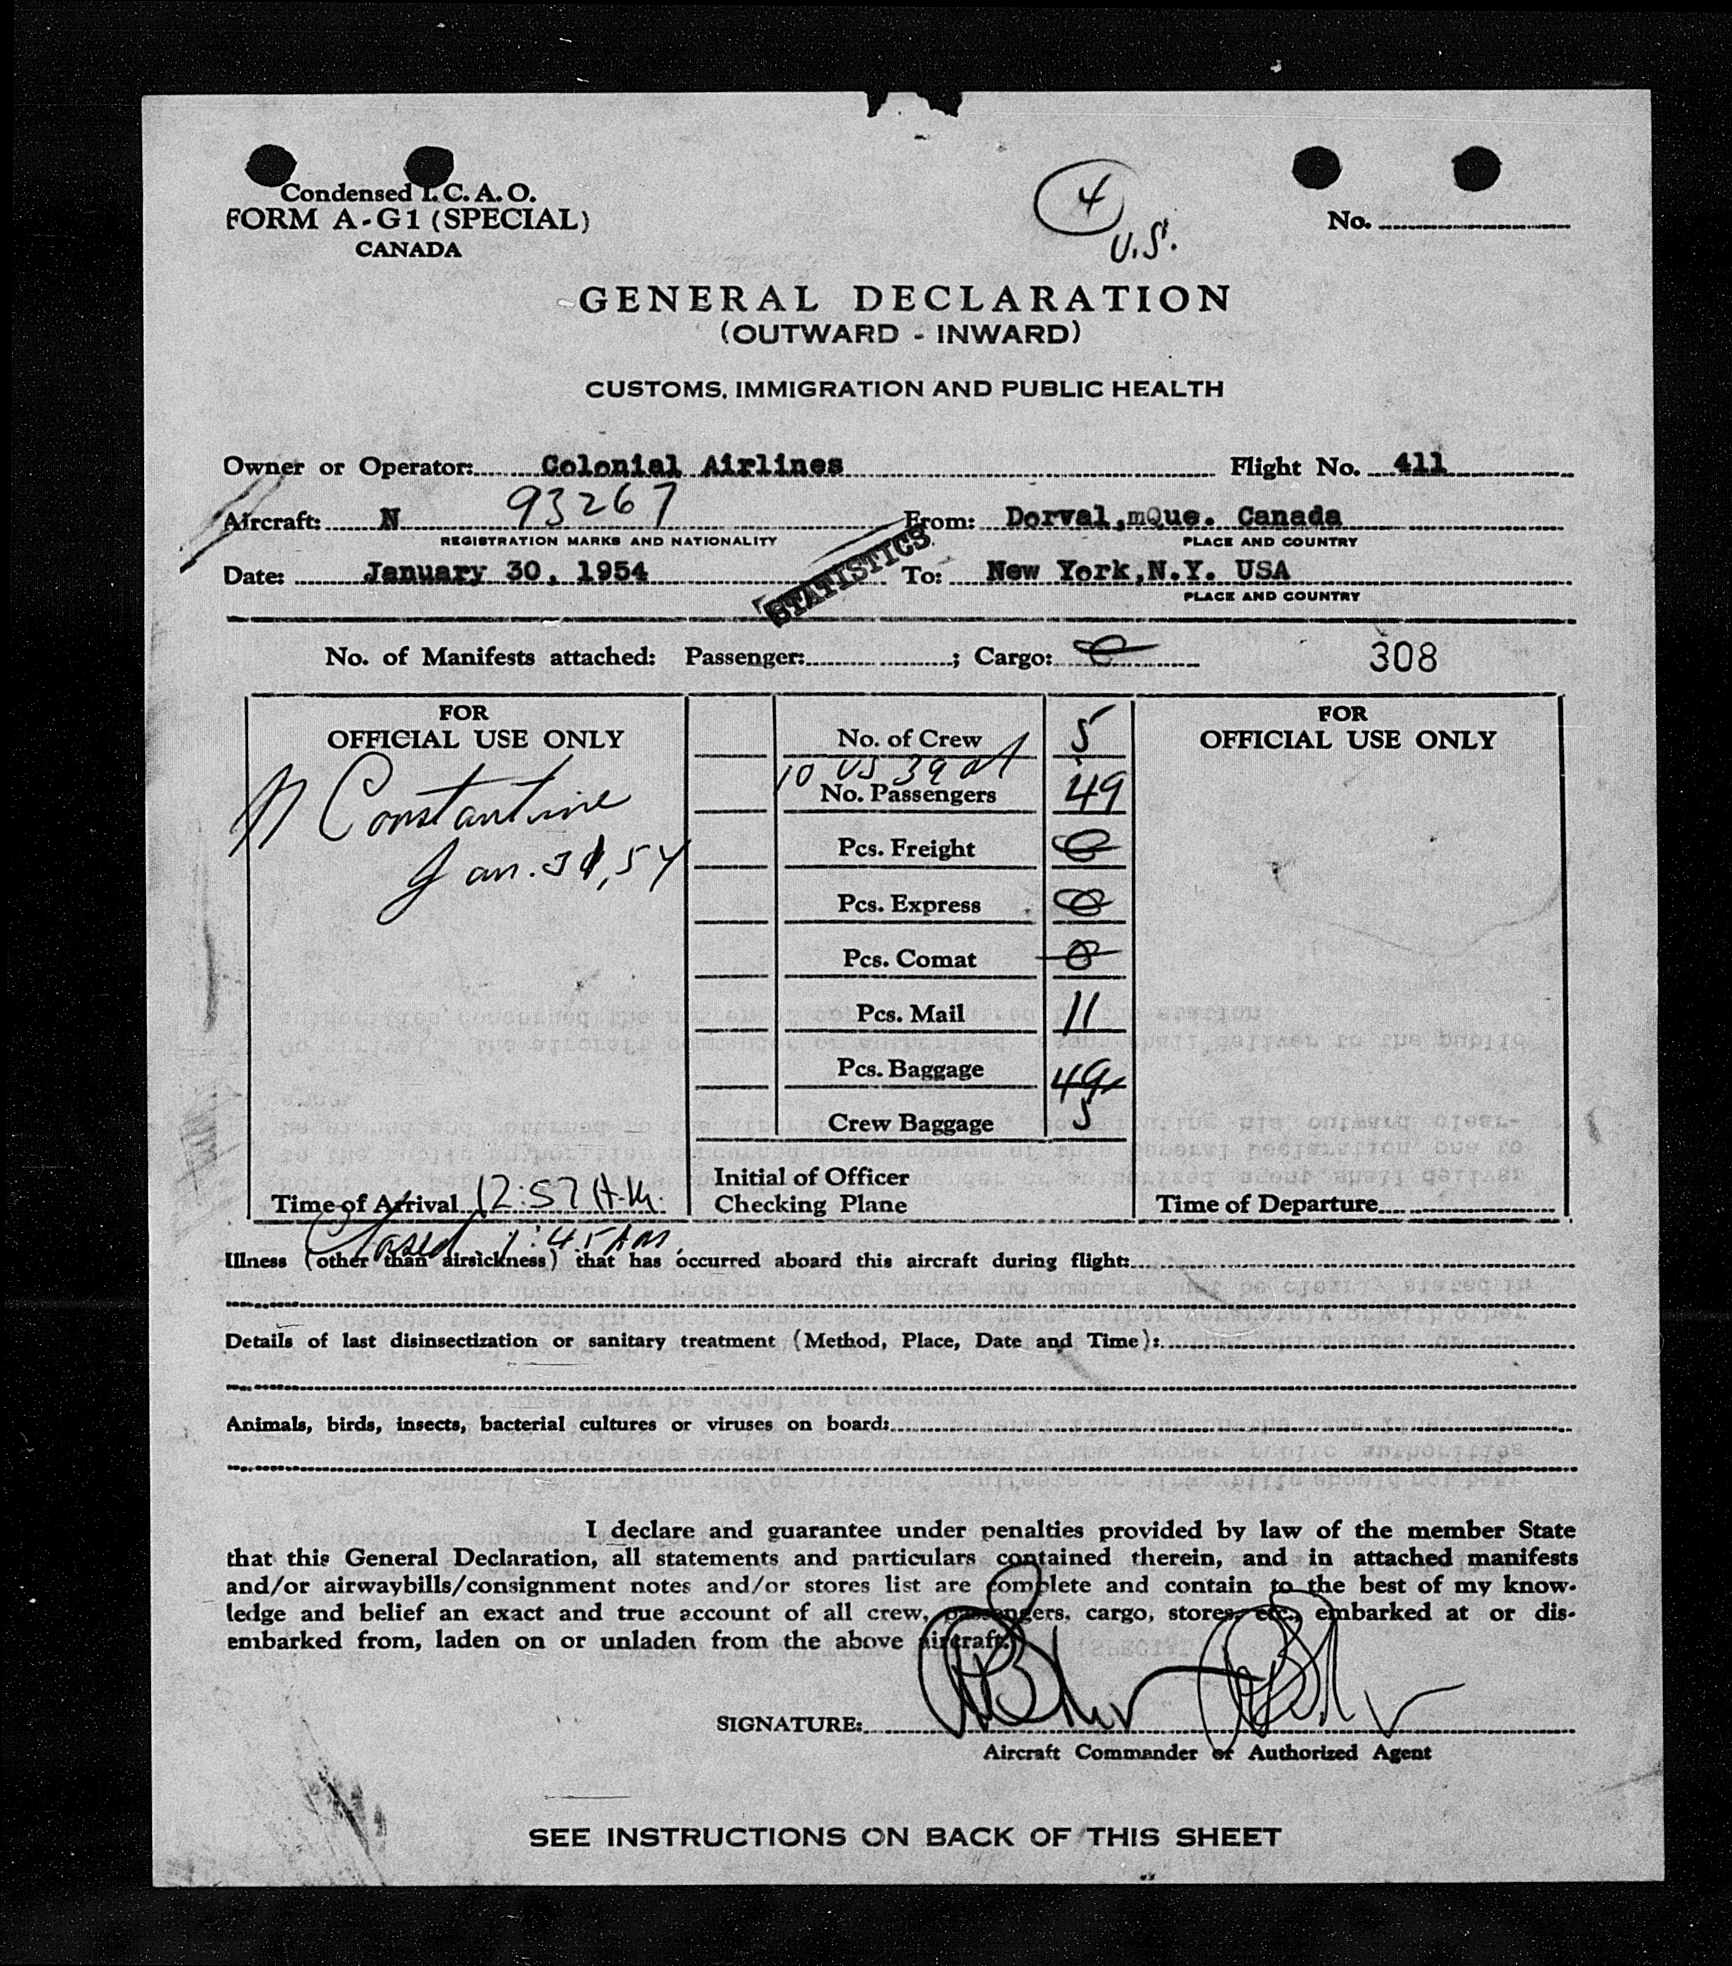 Condensed I. C. A. O.
FORM A-G1 (SPECIAL)
CANADA
4
U.S.
No.
GENERAL DECLARATION
(OUTWARD - INWARD)
CUSTOMS, IMMIGRATION AND PUBLIC HEALTH
Owner or Operator: Colonial Airlines Flight No. 411
Aircraft: N 93267 From: Dorval,mQue. Canada
REGISTRATION MARKS AND NATIONALITY PLACE AND COUNTRY
Date: January 30, 1954 STATISTICS To: New York,N.Y. USA
PLACE AND COUNTRY
No. of Manifests attached: Passenger: ; Cargo: 0 308
FOR
OFFICIAL USE ONLY
N Constantine
Jan. 31, 54
Time of Arrival 12:57 A.M.
Closed 1:45 AM.
No. of Crew 5
10 US 39 al
No. Passengers 49
Pcs. Freight 0
Pcs. Express 0
Pcs. Comat 0
Pcs. Mail 11
Pcs. Baggage 49
Crew Baggage 5
Initial of Officer
Checking Plane
FOR
OFFICIAL USE ONLY
Time of Departure
Illness (other than airsickness) that has occurred aboard this aircraft during flight:
Details of last disinsectization or sanitary treatment (Method, Place, Date and Time):
Animals, birds, insects, bacterial cultures or viruses on board:
I declare and guarantee under penalties provided by law of the member State
that this General Declaration, all statements and particulars contained therein, and in attached manifests
and/or airwaybills/consignment notes and/or stores list are complete and contain to the best of my know-
ledge and belief an exact and true account of all crew, passengers, cargo, stores, etc., embarked at or dis-
embarked from, laden on or unladen from the above aircraft.
SIGNATURE:
Aircraft Commander or Authorized Agent
SEE INSTRUCTIONS ON BACK OF THIS SHEET